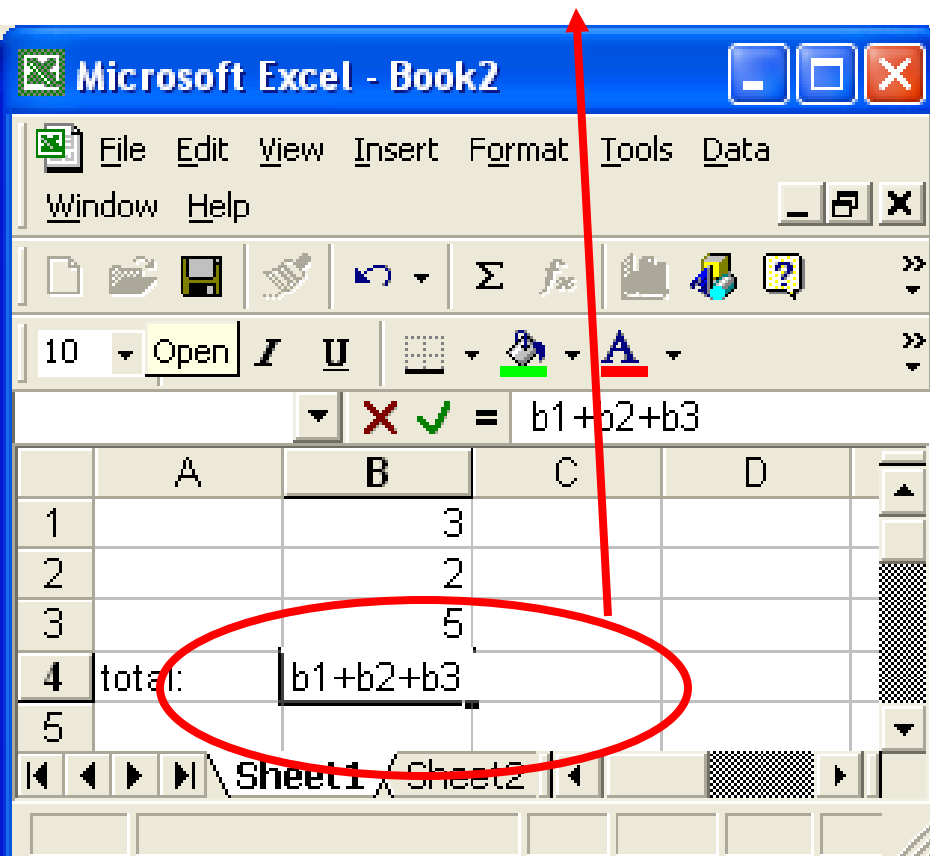 Microsoft Excel - Book2
File Edit View Insert Format Tools Data
Window Help
Σ fx ?
10 Open I U A
= b1+b2+b3
A B C D
1 3
2 2
3 5
4 total: b1+b2+b3
5
Sheet1 Sheet2